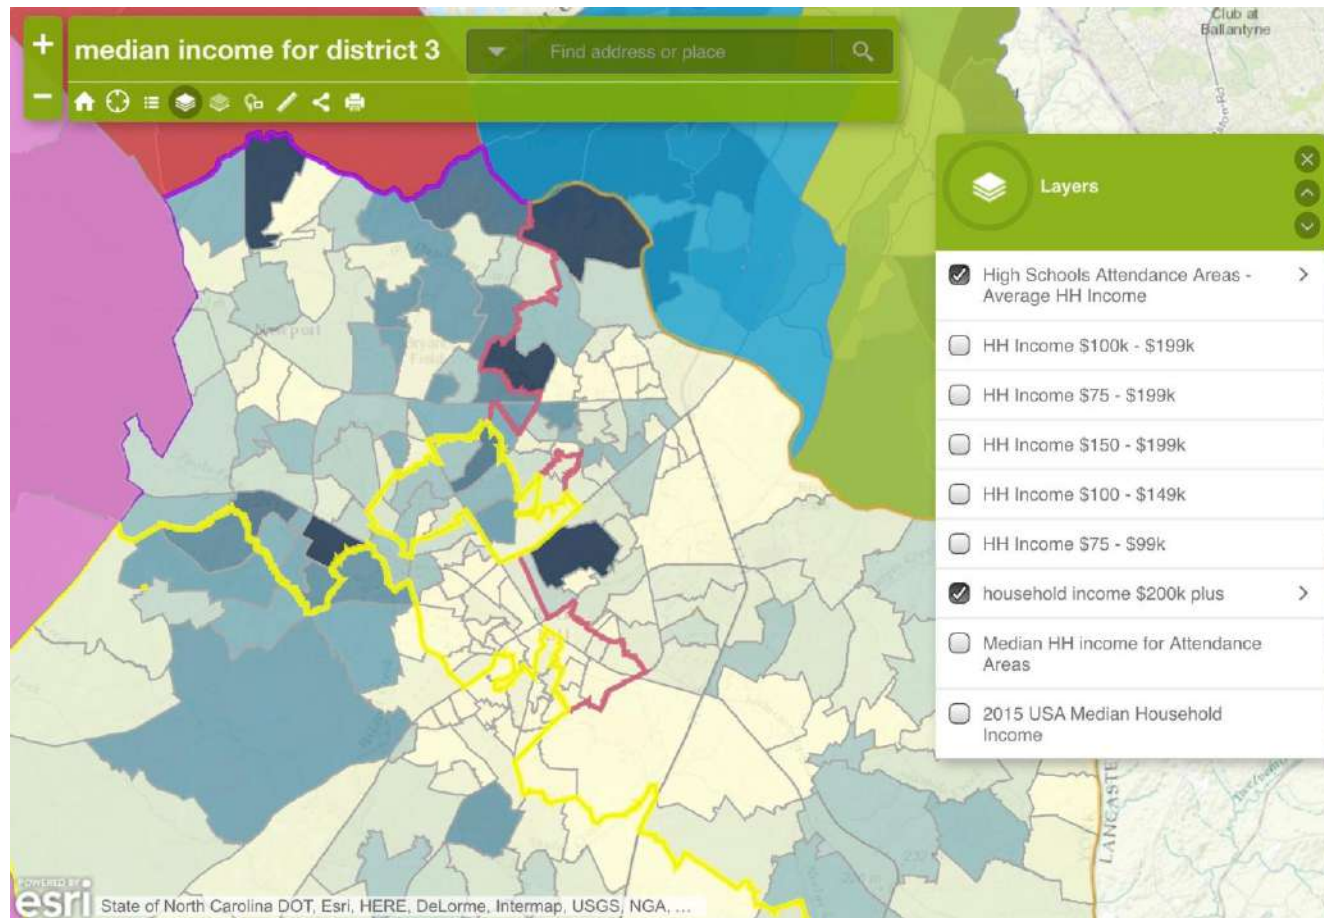 Club at
Ballantyne
+
median income for district 3
Find address or place
−
Layers
High Schools Attendance Areas -
Average HH Income
HH Income $100k - $199k
HH Income $75 - $199k
HH Income $150 - $199k
HH Income $100 - $149k
HH Income $75 - $99k
household income $200k plus
Median HH income for Attendance
Areas
2015 USA Median Household
Income
Newport
LANCASTE
POWERED BY
esri
State of North Carolina DOT, Esri, HERE, DeLorme, Intermap, USGS, NGA, ...